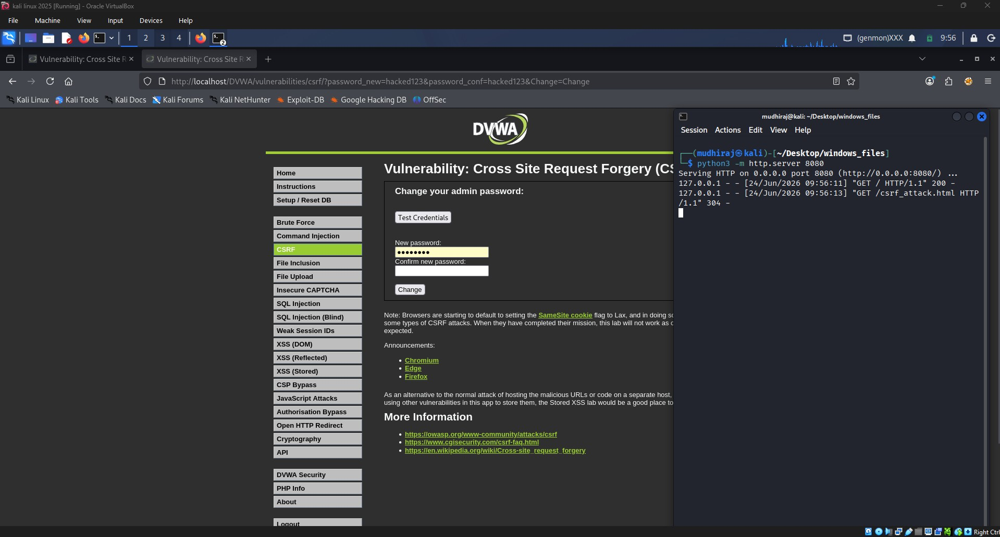 kali linux 2025 [Running] - Oracle VirtualBox
File Machine View Input Devices Help
1 2 3 4 2 (genmon)XXX 9:56
Vulnerability: Cross Site R Vulnerability: Cross Site R
http://localhost/DVWA/vulnerabilities/csrf/?password_new=hacked123&password_conf=hacked123&Change=Change
Kali Linux Kali Tools Kali Docs Kali Forums Kali NetHunter Exploit-DB Google Hacking DB OffSec
DVWA
Home
Instructions
Setup / Reset DB
Brute Force
Command Injection
CSRF
File Inclusion
File Upload
Insecure CAPTCHA
SQL Injection
SQL Injection (Blind)
Weak Session IDs
XSS (DOM)
XSS (Reflected)
XSS (Stored)
CSP Bypass
JavaScript Attacks
Authorisation Bypass
Open HTTP Redirect
Cryptography
API
DVWA Security
PHP Info
About
Logout
Vulnerability: Cross Site Request Forgery (CS
Change your admin password:
Test Credentials
New password:
●●●●●●●●
Confirm new password:
Change
Note: Browsers are starting to default to setting the SameSite cookie flag to Lax, and in doing so
some types of CSRF attacks. When they have completed their mission, this lab will not work as o
expected.
Announcements:
• Chromium
• Edge
• Firefox
As an alternative to the normal attack of hosting the malicious URLs or code on a separate host,
using other vulnerabilities in this app to store them, the Stored XSS lab would be a good place to
More Information
• https://owasp.org/www-community/attacks/csrf
• https://www.cgisecurity.com/csrf-faq.html
• https://en.wikipedia.org/wiki/Cross-site_request_forgery
mudhiraj@kali: ~/Desktop/windows_files
Session Actions Edit View Help
┌──(mudhiraj㉿kali)-[~/Desktop/windows_files]
└─$ python3 -m http.server 8080
Serving HTTP on 0.0.0.0 port 8080 (http://0.0.0.0:8080/) ...
127.0.0.1 - - [24/Jun/2026 09:56:11] "GET / HTTP/1.1" 200 -
127.0.0.1 - - [24/Jun/2026 09:56:13] "GET /csrf_attack.html HTTP
/1.1" 304 -
Right Ctrl